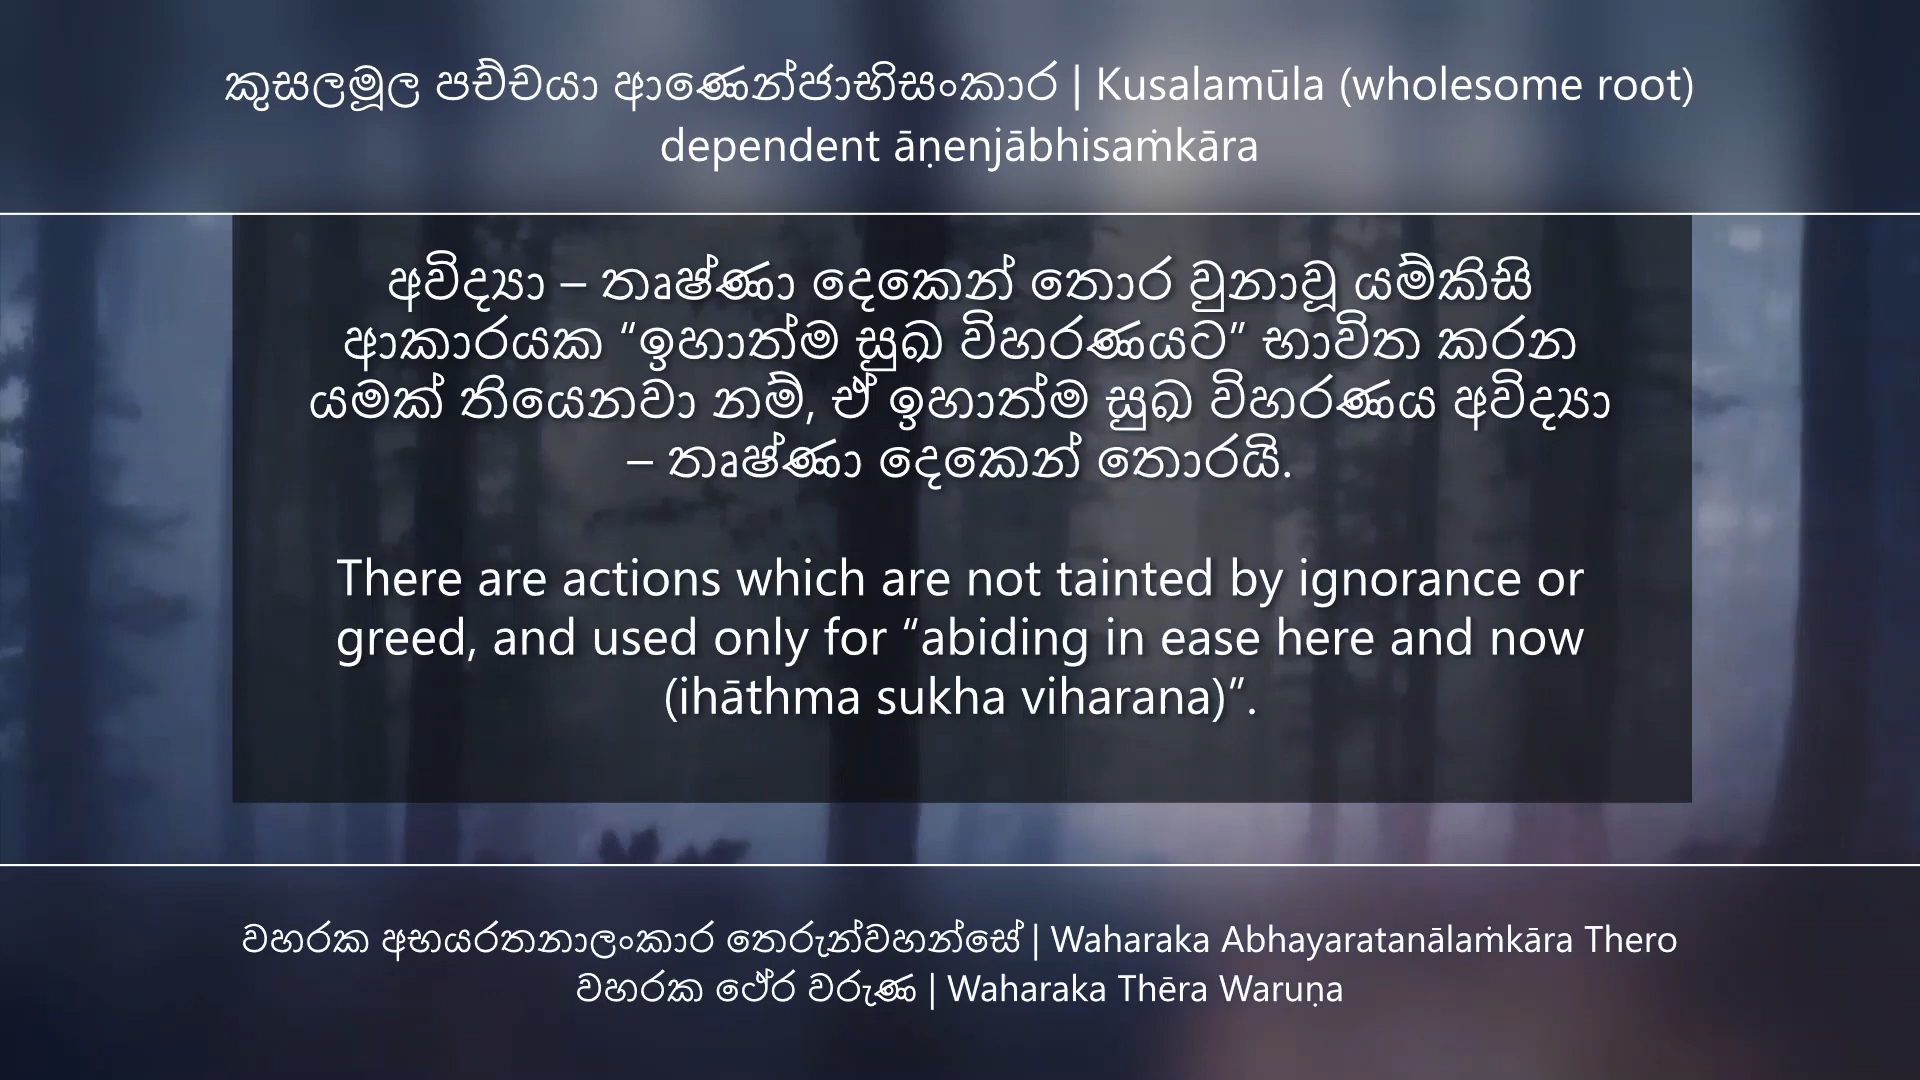 කුසලමූල පච්චයා ආණෙන්ජාභිසංකාර | Kusalamūla (wholesome root)
dependent āṇenjābhisaṁkāra
අවිද්‍යා – තෘෂ්ණා දෙකෙන් තොර වුනාවූ යම්කිසි
ආකාරයක “ඉහාත්ම සුඛ විහරණයට” භාවිත කරන
යමක් තියෙනවා නම්, ඒ ඉහාත්ම සුඛ විහරණය අවිද්‍යා
– තෘෂ්ණා දෙකෙන් තොරයි.
There are actions which are not tainted by ignorance or
greed, and used only for “abiding in ease here and now
(ihāthma sukha viharana)”.
වහරක අභයරතනාලංකාර තෙරුන්වහන්සේ | Waharaka Abhayaratanālaṁkāra Thero
වහරක ථේර වරුණ | Waharaka Thēra Waruṇa